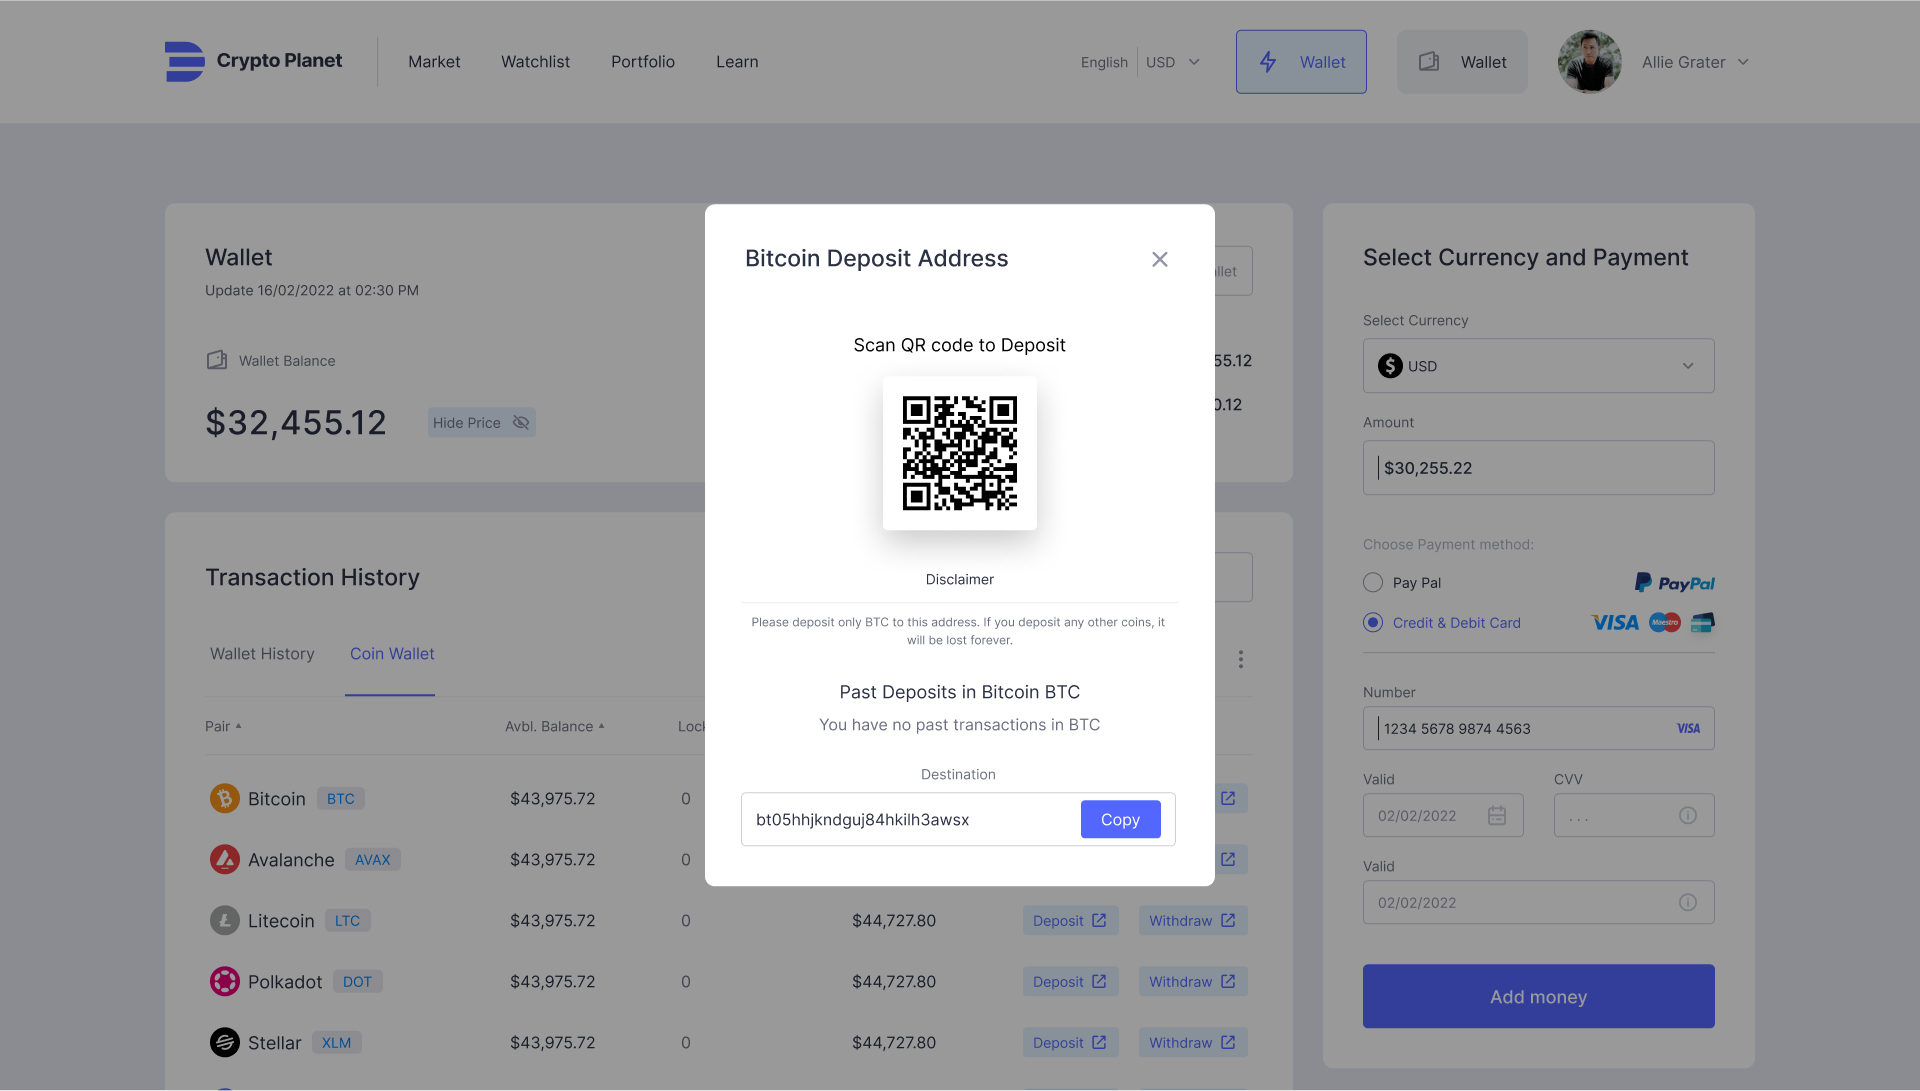 Crypto Planet
Market
Watchlist
Portfolio
Learn
English
USD
Wallet
Wallet
Allie Grater
Wallet
Update 16/02/2022 at 02:30 PM
Wallet Balance
$32,455.12
Hide Price
Transaction History
Wallet History
Coin Wallet
Pair
Avbl. Balance
Bitcoin
BTC
$43,975.72
0
Avalanche
AVAX
$43,975.72
0
Litecoin
LTC
$43,975.72
0
$44,727.80
Deposit
Withdraw
Polkadot
DOT
$43,975.72
0
$44,727.80
Deposit
Withdraw
Stellar
XLM
$43,975.72
0
$44,727.80
Deposit
Withdraw
Bitcoin Deposit Address
Scan QR code to Deposit
Disclaimer
Please deposit only BTC to this address. If you deposit any other coins, it
will be lost forever.
Past Deposits in Bitcoin BTC
You have no past transactions in BTC
Destination
bt05hhjkndguj84hkilh3awsx
Copy
Select Currency and Payment
Select Currency
$
USD
Amount
$30,255.22
Choose Payment method:
Pay Pal
PayPal
Credit & Debit Card
VISA
Maestro
Number
1234 5678 9874 4563
VISA
Valid
CVV
02/02/2022
...
Valid
02/02/2022
Add money